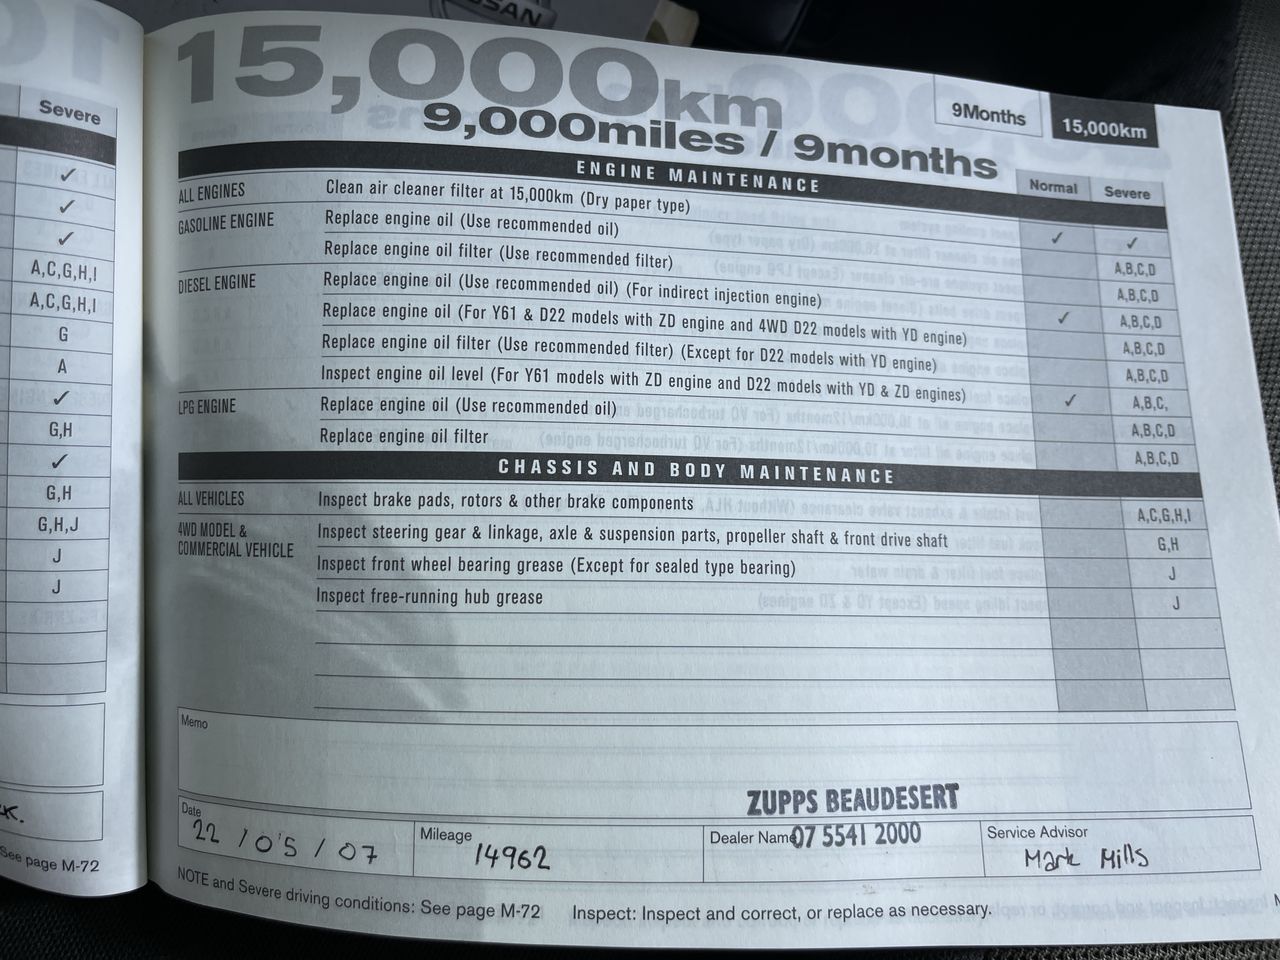 NISSAN
Severe
✓
✓
✓
A,C,G,H,I
A,C,G,H,I
G
A
✓
G,H
✓
G,H
G,H,J
J
J
See page M-72
15,000km
9,000miles / 9months
9Months 15,000km
ENGINE MAINTENANCE Normal Severe
ALL ENGINES Clean air cleaner filter at 15,000km (Dry paper type) ✓ ✓
GASOLINE ENGINE Replace engine oil (Use recommended oil) A,B,C,D
Replace engine oil filter (Use recommended filter) A,B,C,D
DIESEL ENGINE Replace engine oil (Use recommended oil) (For indirect injection engine) ✓ A,B,C,D
Replace engine oil (For Y61 & D22 models with ZD engine and 4WD D22 models with YD engine) A,B,C,D
Replace engine oil filter (Use recommended filter) (Except for D22 models with YD engine) A,B,C,D
Inspect engine oil level (For Y61 models with ZD engine and D22 models with YD & ZD engines) ✓ A,B,C,
LPG ENGINE Replace engine oil (Use recommended oil) A,B,C,D
Replace engine oil filter A,B,C,D
CHASSIS AND BODY MAINTENANCE
ALL VEHICLES Inspect brake pads, rotors & other brake components A,C,G,H,I
4WD MODEL & COMMERCIAL VEHICLE Inspect steering gear & linkage, axle & suspension parts, propeller shaft & front drive shaft G,H
Inspect front wheel bearing grease (Except for sealed type bearing) J
Inspect free-running hub grease J
Memo
ZUPPS BEAUDESERT
Date 22 / 05 / 07 Mileage 14962 Dealer Name 07 5541 2000 Service Advisor Mark Mills
NOTE and Severe driving conditions: See page M-72 Inspect: Inspect and correct, or replace as necessary.